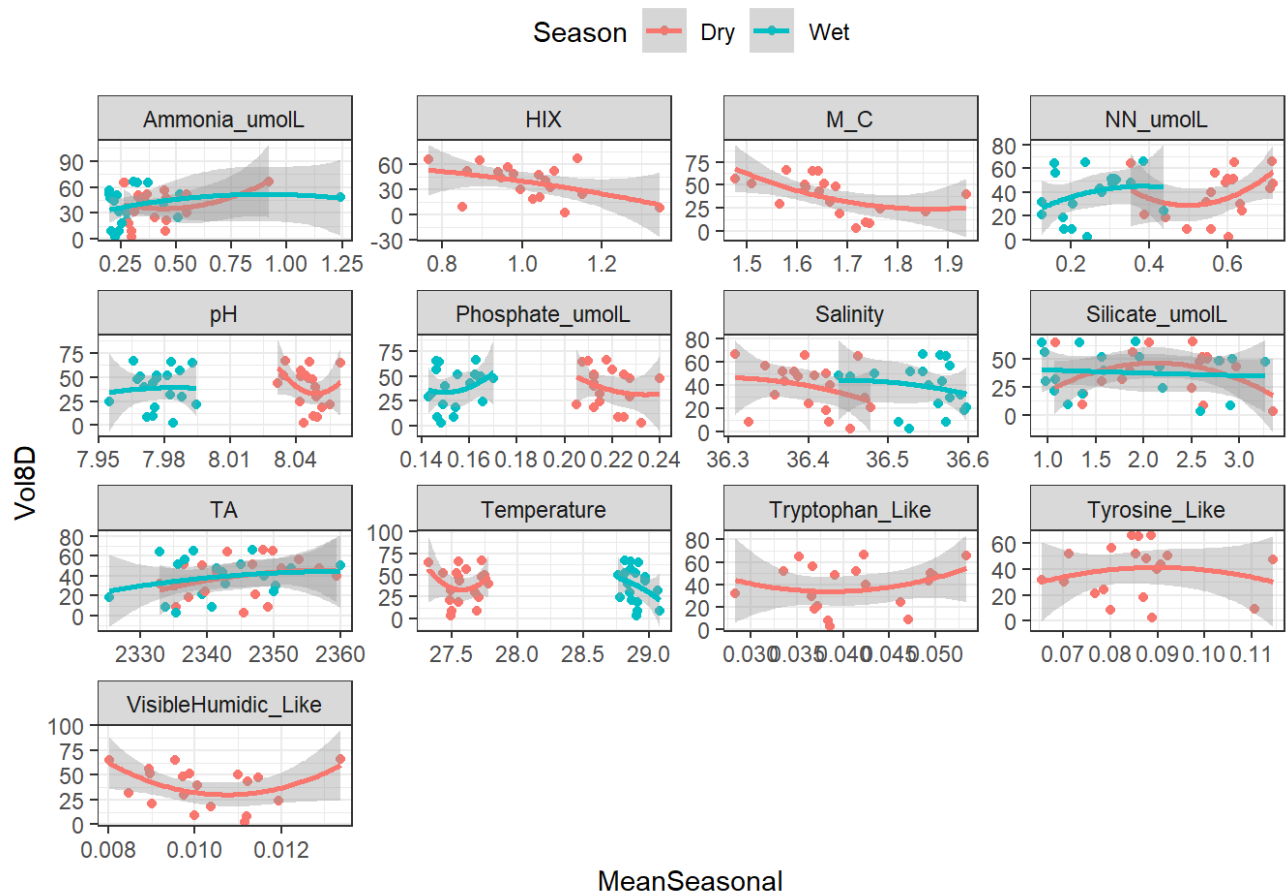 Season Dry Wet
Ammonia_umolL HIX M_C NN_umolL
90 60 30 0
60 30 0 -30
75 50 25 0
80 60 40 20 0
0.25 0.50 0.75 1.00 1.25
0.8 1.0 1.2
1.5 1.6 1.7 1.8 1.9
0.2 0.4 0.6
pH Phosphate_umolL Salinity Silicate_umolL
75 50 25 0
75 50 25 0
80 60 40 20 0
50 25 0
7.95 7.98 8.01 8.04
0.14 0.16 0.18 0.20 0.22 0.24
36.3 36.4 36.5 36.6
1.0 1.5 2.0 2.5 3.0
TA Temperature Tryptophan_Like Tyrosine_Like
80 60 40 20 0
100 75 50 25 0
80 60 40 20 0
60 40 20 0
2330 2340 2350 2360
27.5 28.0 28.5 29.0
0.030 0.035 0.040 0.045 0.050
0.07 0.08 0.09 0.10 0.11
VisibleHumidic_Like
100 75 50 25 0
0.008 0.010 0.012
Vol8D
MeanSeasonal